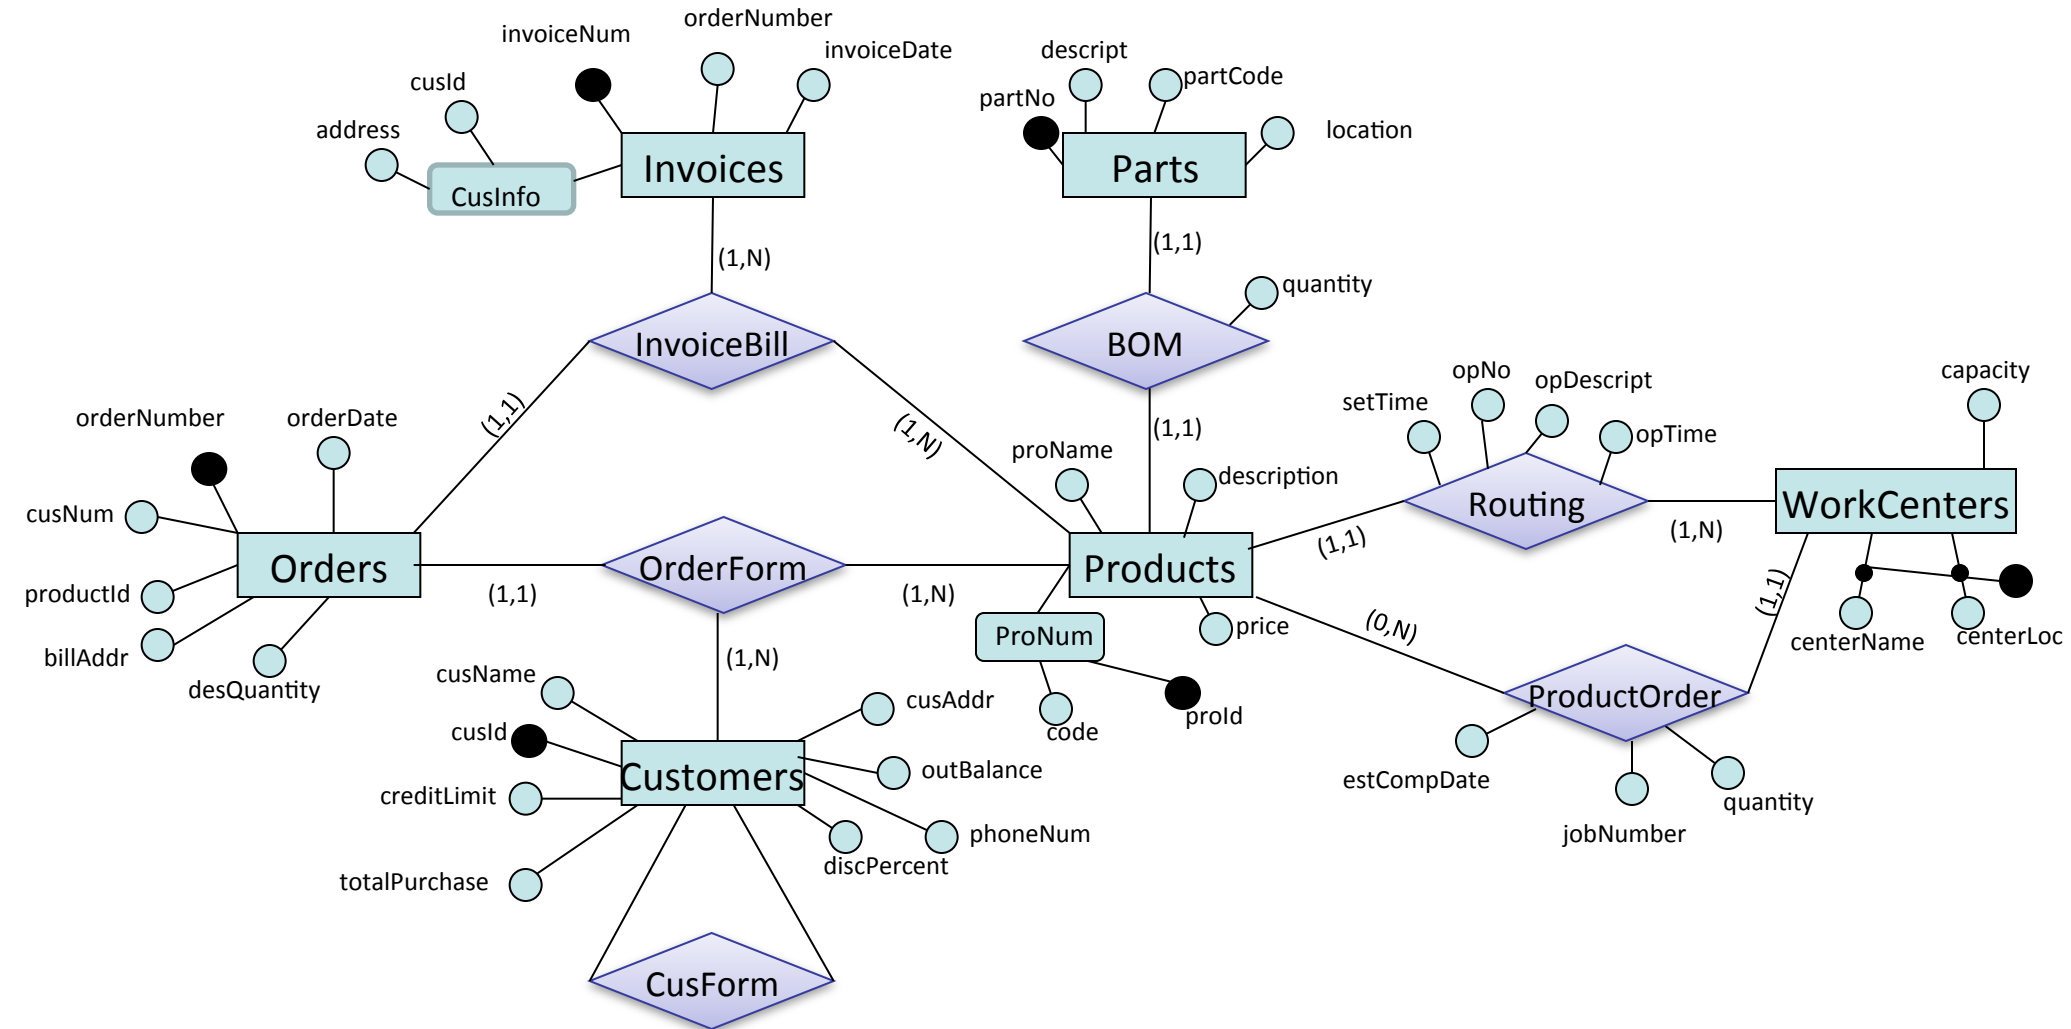 orderNumber
invoiceNum
invoiceDate
descript
cusId
partCode
partNo
address
location
Invoices
Parts
CusInfo
(1,N)
(1,1)
quantity
InvoiceBill
BOM
opNo
capacity
opDescript
setTime
(1,1)
orderNumber
orderDate
(1,N)
(1,1)
opTime
proName
description
Routing
WorkCenters
cusNum
(1,1)
(1,N)
Orders
OrderForm
Products
productId
(1,1)
(1,N)
(1,1)
(0,N)
price
ProNum
centerName
centerLoc
billAddr
(1,N)
cusName
desQuantity
ProductOrder
cusAddr
proId
cusId
code
Customers
outBalance
estCompDate
creditLimit
quantity
phoneNum
jobNumber
discPercent
totalPurchase
CusForm